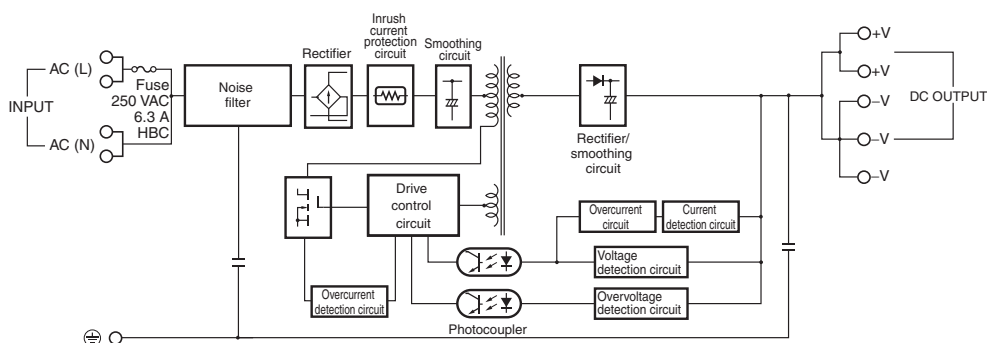 INPUT
AC (L)
Fuse
250 VAC
6.3 A
HBC
AC (N)
Noise
filter
Rectifier
Inrush
current
protection
circuit
Smoothing
circuit
Rectifier/
smoothing
circuit
+V
+V
DC OUTPUT
–V
–V
–V
Drive
control
circuit
Overcurrent
circuit
Current
detection circuit
Voltage
detection circuit
Overcurrent
detection circuit
Overvoltage
detection circuit
Photocoupler